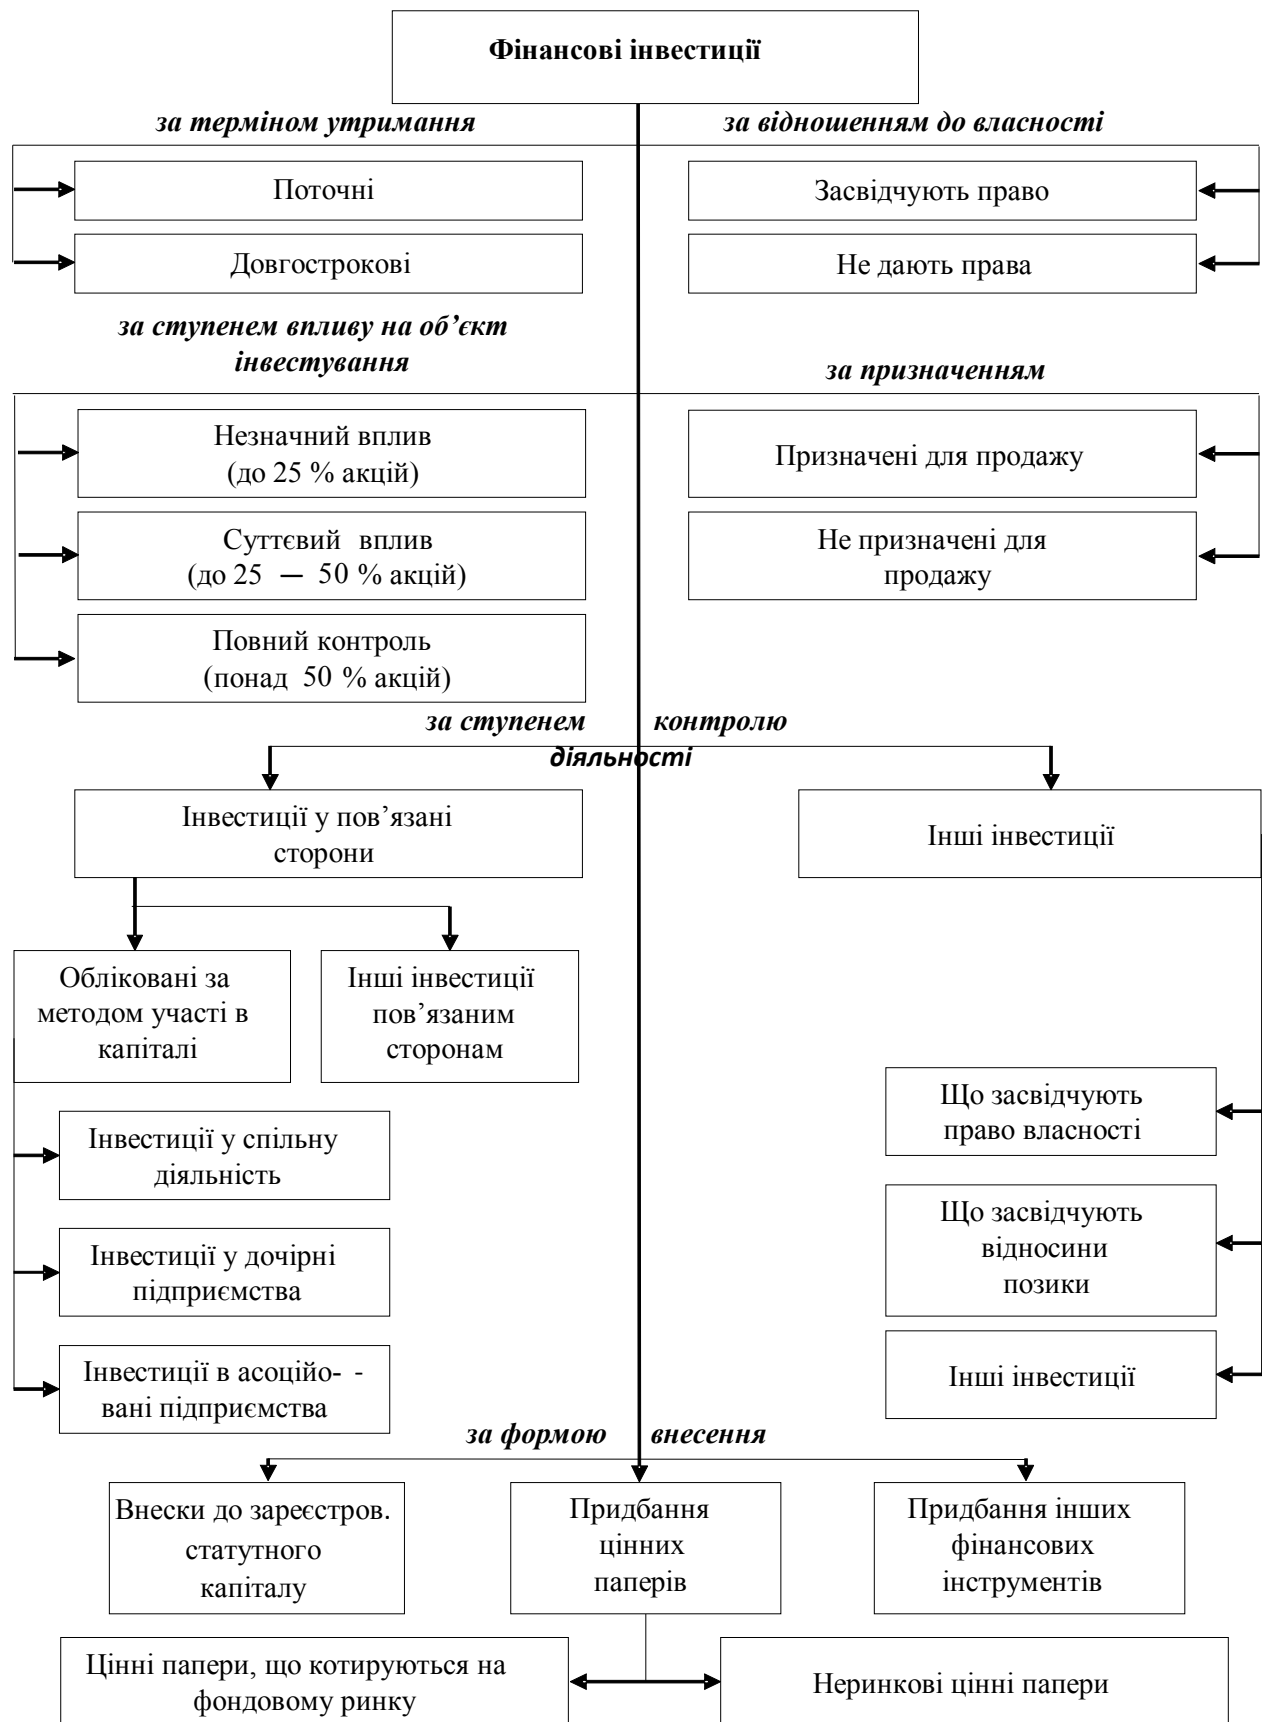 Фінансові інвестиції
за терміном утримання
за відношенням до власності
Поточні
Засвідчують право
Довгострокові
Не дають права
за ступенем впливу на об’єкт
інвестування
за призначенням
Незначний вплив
(до 25 % акцій)
Призначені для продажу
Суттєвий вплив
(до 25 — 50 % акцій)
Не призначені для
продажу
Повний контроль
(понад 50 % акцій)
за ступенем контролю
діяльності
Інвестиції у пов’язані
сторони
Інші інвестиції
Обліковані за
методом участі в
капіталі
Інші інвестиції
пов’язаним
сторонам
Що засвідчують
право власності
Інвестиції у спільну
діяльність
Що засвідчують
відносини
позики
Інвестиції у дочірні
підприємства
Інші інвестиції
Інвестиції в асоційо- -
вані підприємства
за формою внесення
Внески до зареєстров.
статутного
капіталу
Придбання
цінних
паперів
Придбання інших
фінансових
інструментів
Цінні папери, що котируються на
фондовому ринку
Неринкові цінні папери